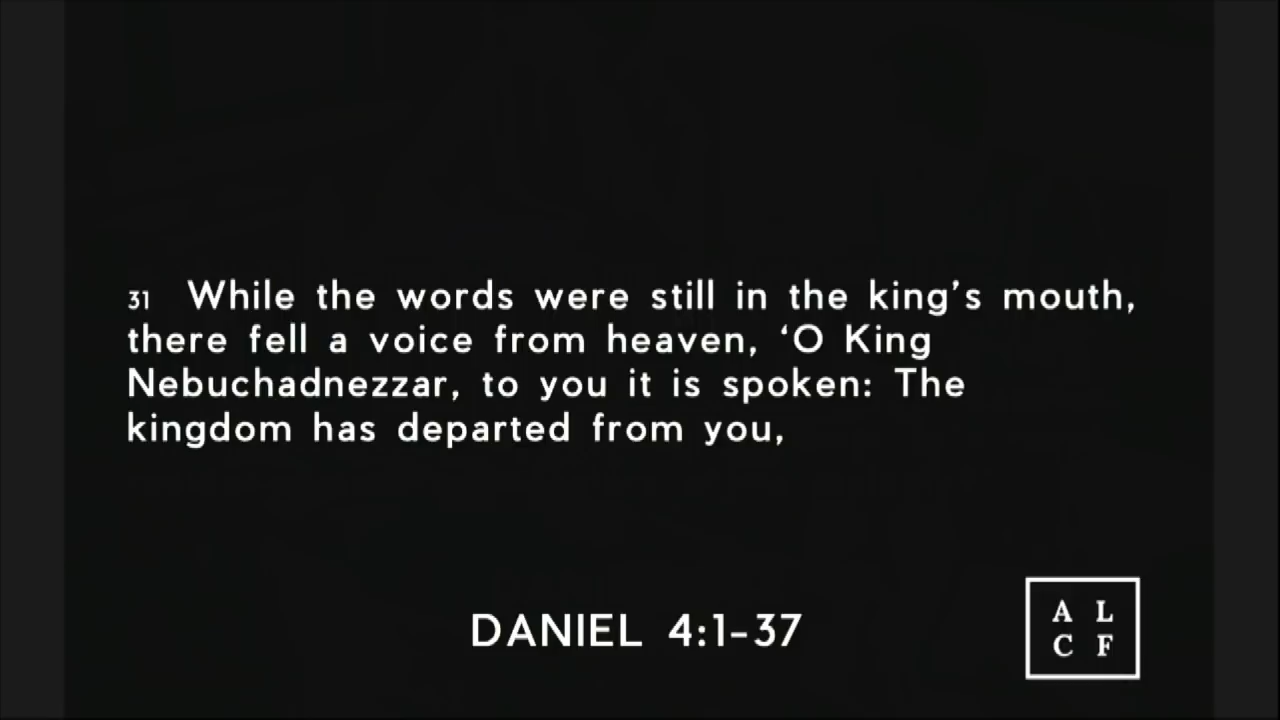 31 While the words were still in the king's mouth,
there fell a voice from heaven, ‘O King
Nebuchadnezzar, to you it is spoken: The
kingdom has departed from you,
DANIEL 4:1-37
A L
C F